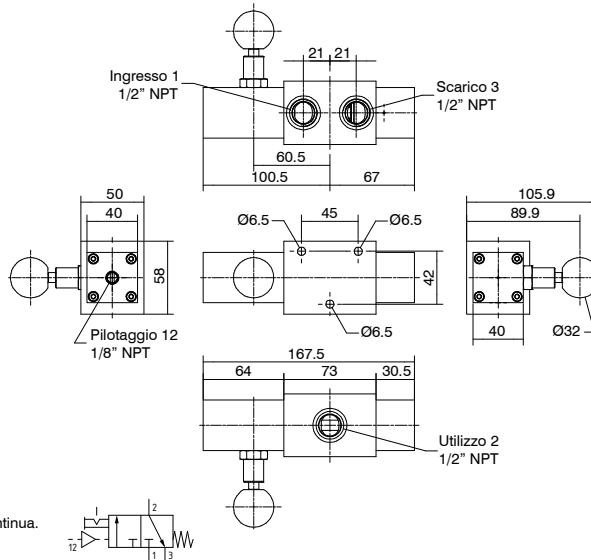 21 21
Ingresso 1
1/2” NPT
Scarico 3
1/2” NPT
60.5
100.5 67
50
40
58
Pilotaggio 12
1/8” NPT
45
Ø6.5 Ø6.5
42
Ø6.5
105.9
89.9
40 Ø32
167.5
64 73 30.5
Utilizzo 2
1/2” NPT
ntinua.
2
12
1 3